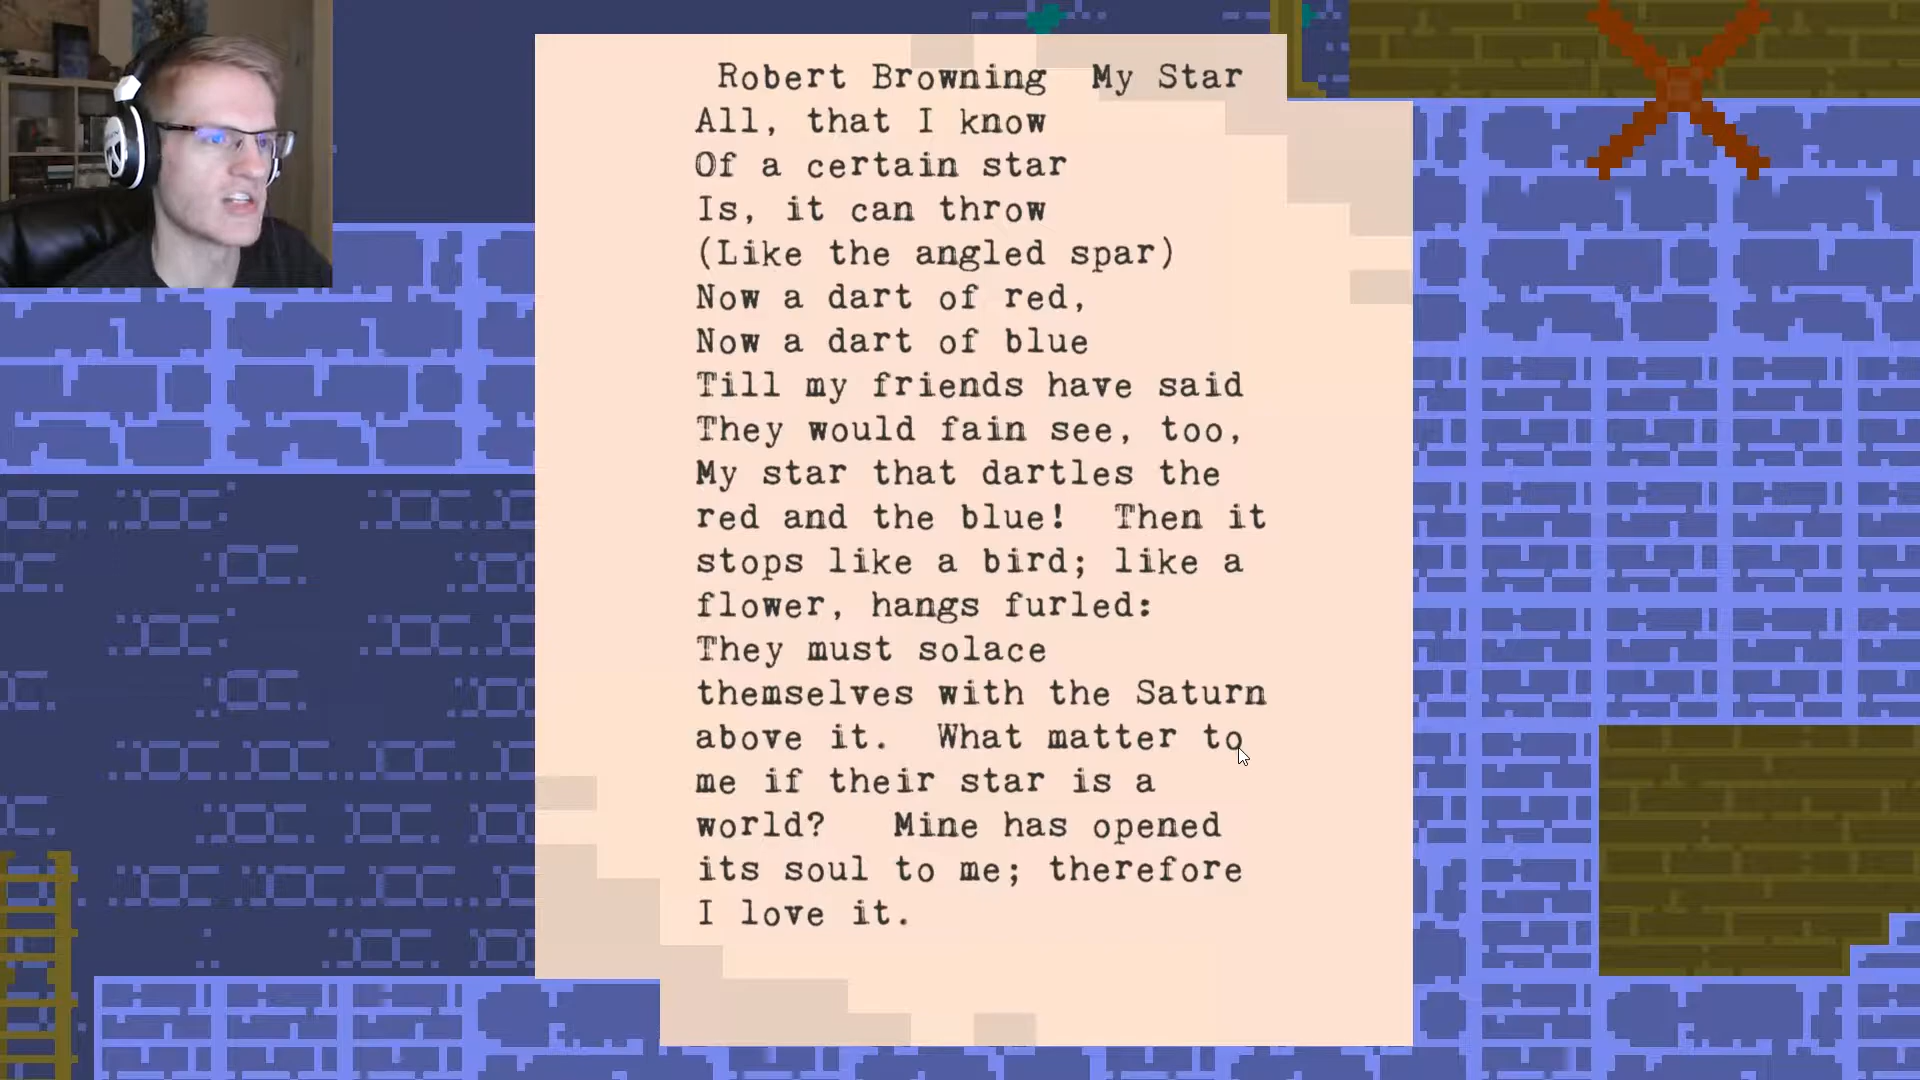 Robert Browning  My Star
All, that I know
Of a certain star
Is, it can throw
(Like the angled spar)
Now a dart of red,
Now a dart of blue
Till my friends have said
They would fain see, too,
My star that dartles the
red and the blue!  Then it
stops like a bird; like a
flower, hangs furled:
They must solace
themselves with the Saturn
above it.  What matter to
me if their star is a
world?   Mine has opened
its soul to me; therefore
I love it.